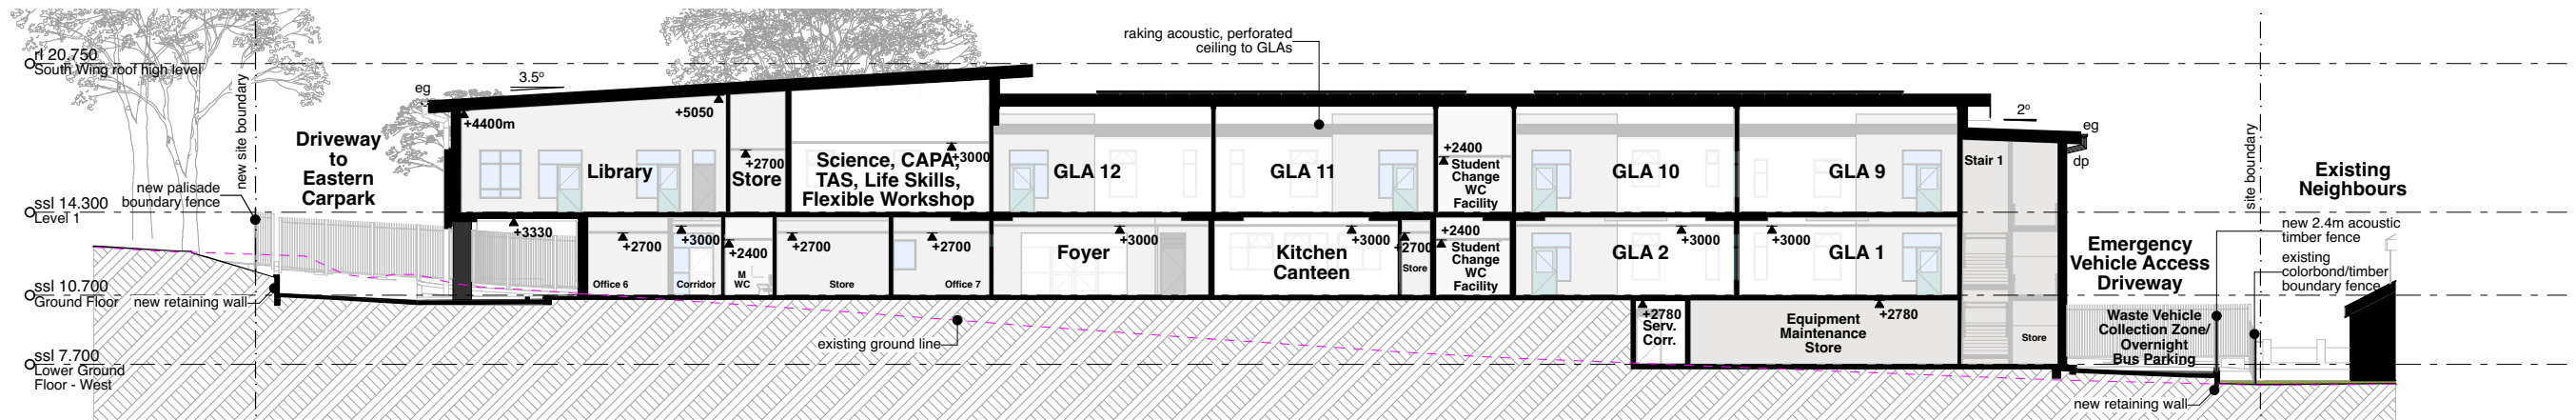 rl 20.750
South Wing roof high level
new site boundary
eg
3.5º
raking acoustic, perforated
ceiling to GLAs
2º
eg
dp
site boundary
Driveway
to
Eastern
Carpark
new palisade
boundary fence
ssl 14.300
Level 1
+4400m
+5050
Library
+2700
Store
+3000
Science, CAPA,
TAS, Life Skills,
Flexible Workshop
GLA 12
GLA 11
+2400
Student
Change
WC
Facility
GLA 10
GLA 9
Stair 1
Existing
Neighbours
new 2.4m acoustic
timber fence
existing
colorbond/timber
boundary fence
+3330
+2700
Office 6
+3000
Corridor
+2400
M
WC
+2700
Store
+2700
Office 7
+3000
Foyer
+3000
Kitchen
Canteen
+2700
Store
+2400
Student
Change
WC
Facility
+3000
GLA 2
+3000
GLA 1
Emergency
Vehicle Access
Driveway
ssl 10.700
Ground Floor
new retaining wall
existing ground line
+2780
Serv.
Corr.
+2780
Equipment
Maintenance
Store
Store
Waste Vehicle
Collection Zone/
Overnight
Bus Parking
ssl 7.700
Lower Ground
Floor - West
new retaining wall